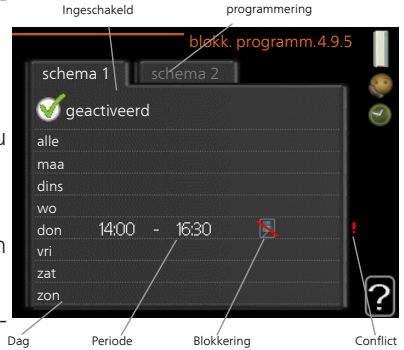 Ingeschakeld programmering
blokk. programm.4.9.5
schema 1 schema 2
geactiveerd
alle
maa
dins
wo
don 14:00 - 16:30 !
vri
zat
zon
?
Dag Periode Blokkering Conflict